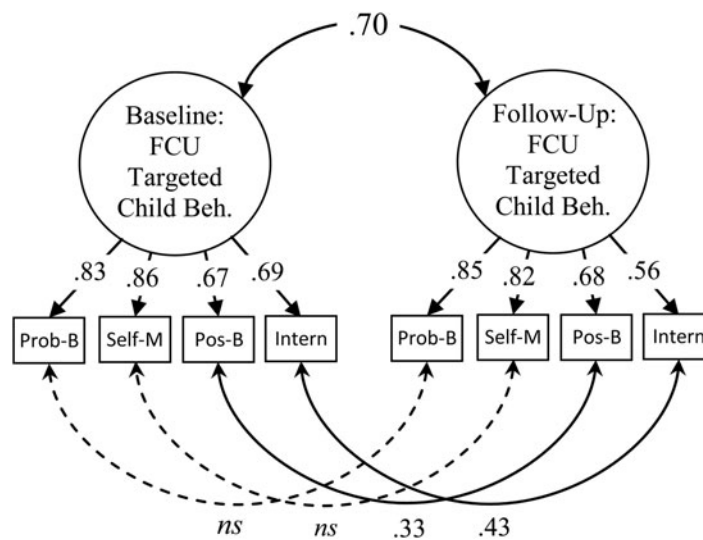 .70
Baseline:
FCU
Targeted
Child Beh.
Follow-Up:
FCU
Targeted
Child Beh.
.83 .86 .67 .69 .85 .82 .68 .56
Prob-B Self-M Pos-B Intern Prob-B Self-M Pos-B Intern
ns ns .33 .43